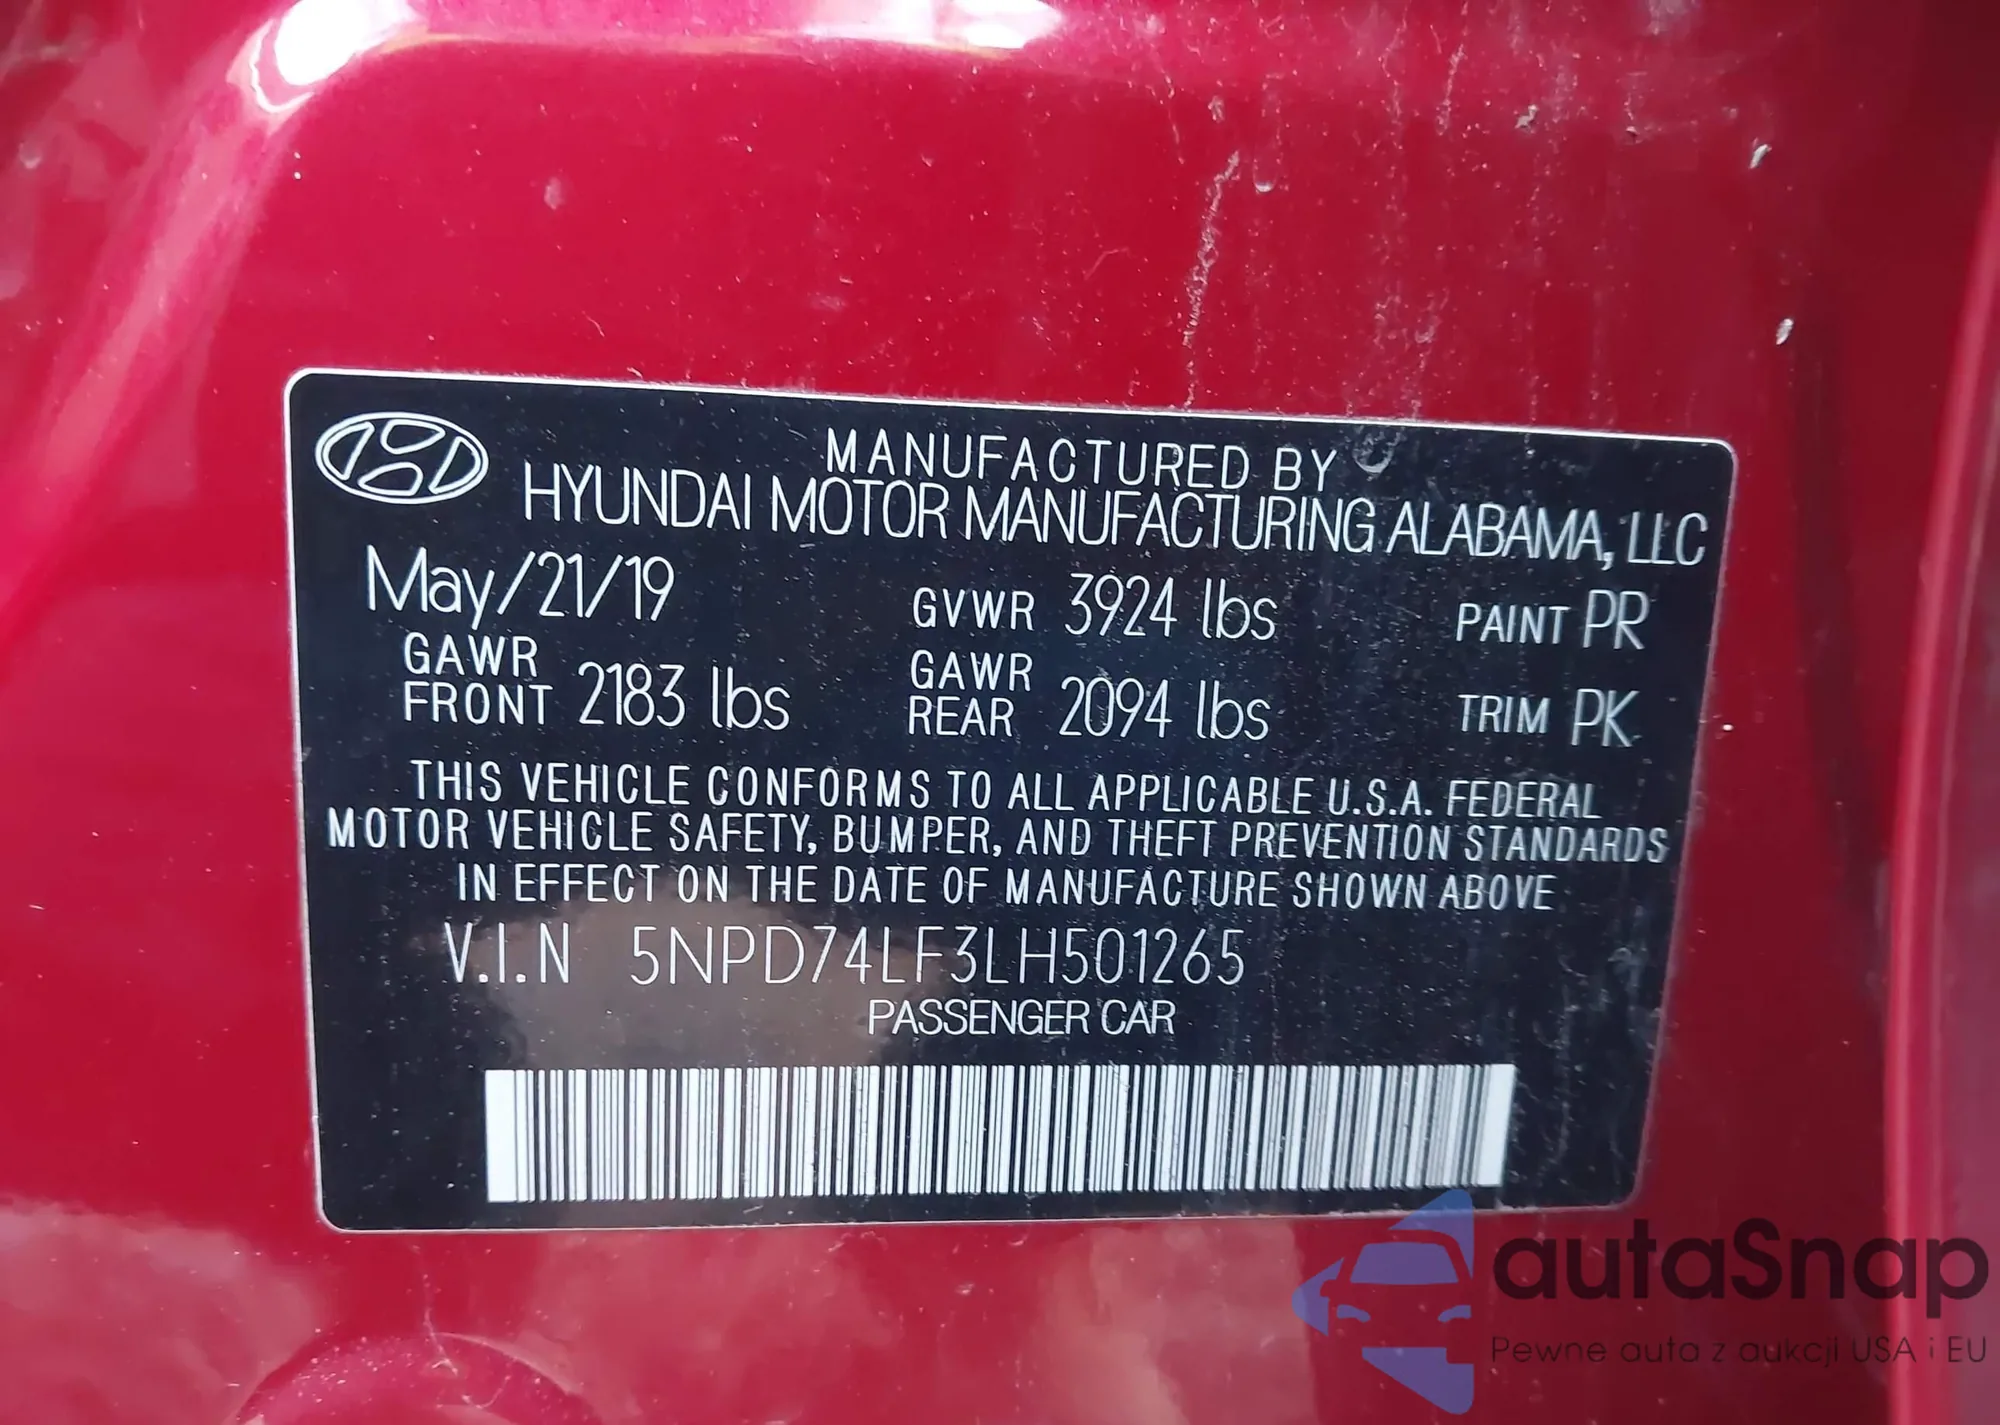 MANUFACTURED BY
HYUNDAI MOTOR MANUFACTURING ALABAMA, LLC
May/21/19 GVWR 3924 lbs PAINT PR
GAWR FRONT 2183 lbs GAWR REAR 2094 lbs TRIM PK
THIS VEHICLE CONFORMS TO ALL APPLICABLE U.S.A. FEDERAL
MOTOR VEHICLE SAFETY, BUMPER, AND THEFT PREVENTION STANDARDS
IN EFFECT ON THE DATE OF MANUFACTURE SHOWN ABOVE
V.I.N 5NPD74LF3LH501265
PASSENGER CAR
autaSnap
Pewne auta z aukcji USA i EU